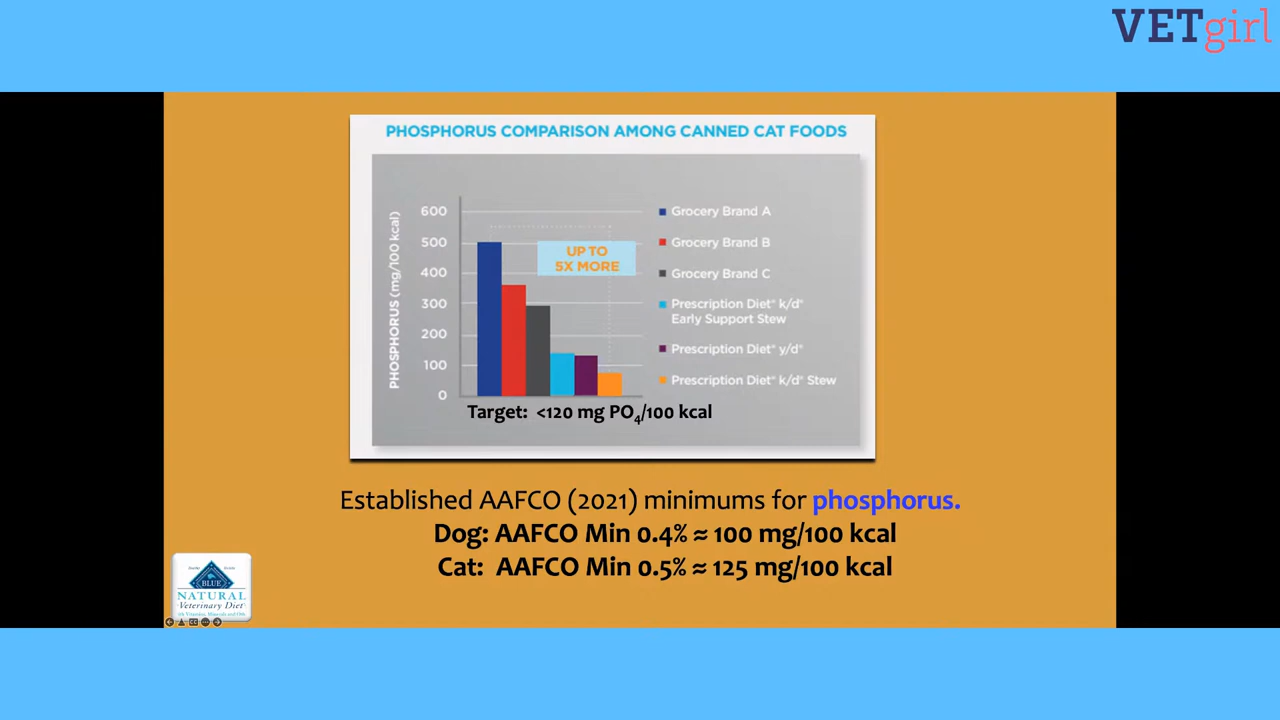 VETgirl
PHOSPHORUS COMPARISON AMONG CANNED CAT FOODS
PHOSPHORUS (mg/100 kcal)
600
500
400
300
200
100
0
UP TO
5X MORE
Grocery Brand A
Grocery Brand B
Grocery Brand C
Prescription Diet® k/d®
Early Support Stew
Prescription Diet® y/d®
Prescription Diet® k/d® Stew
Target: <120 mg PO4/100 kcal
Established AAFCO (2021) minimums for phosphorus.
Dog: AAFCO Min 0.4% ≈ 100 mg/100 kcal
Cat: AAFCO Min 0.5% ≈ 125 mg/100 kcal
BLUE
NATURAL
Veterinary Diet